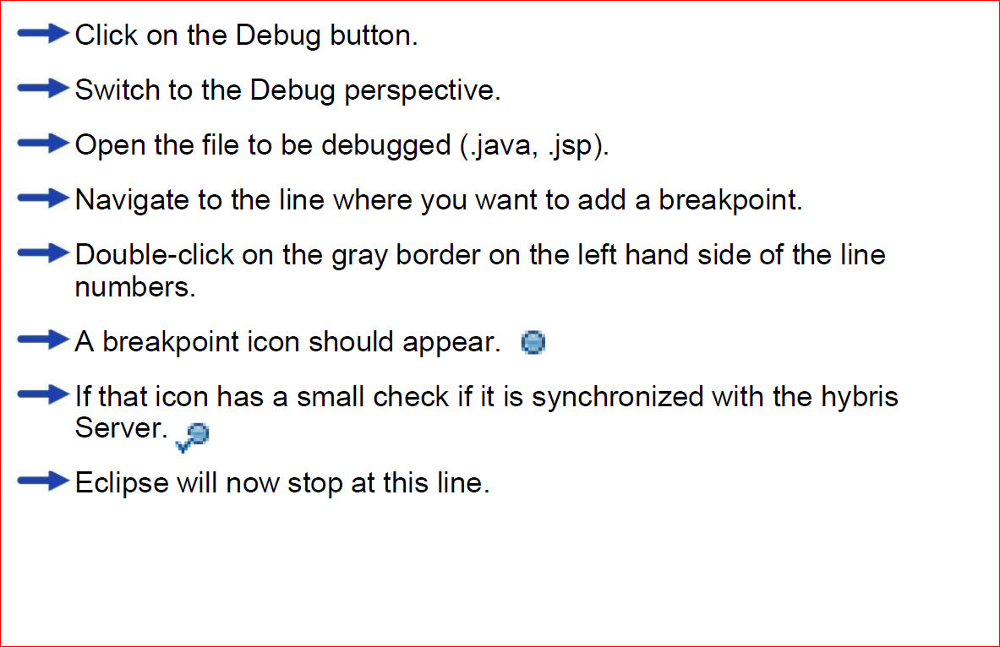 Click on the Debug button.
Switch to the Debug perspective.
Open the file to be debugged (.java, .jsp).
Navigate to the line where you want to add a breakpoint.
Double-click on the gray border on the left hand side of the line
numbers.
A breakpoint icon should appear.
If that icon has a small check if it is synchronized with the hybris
Server.
Eclipse will now stop at this line.